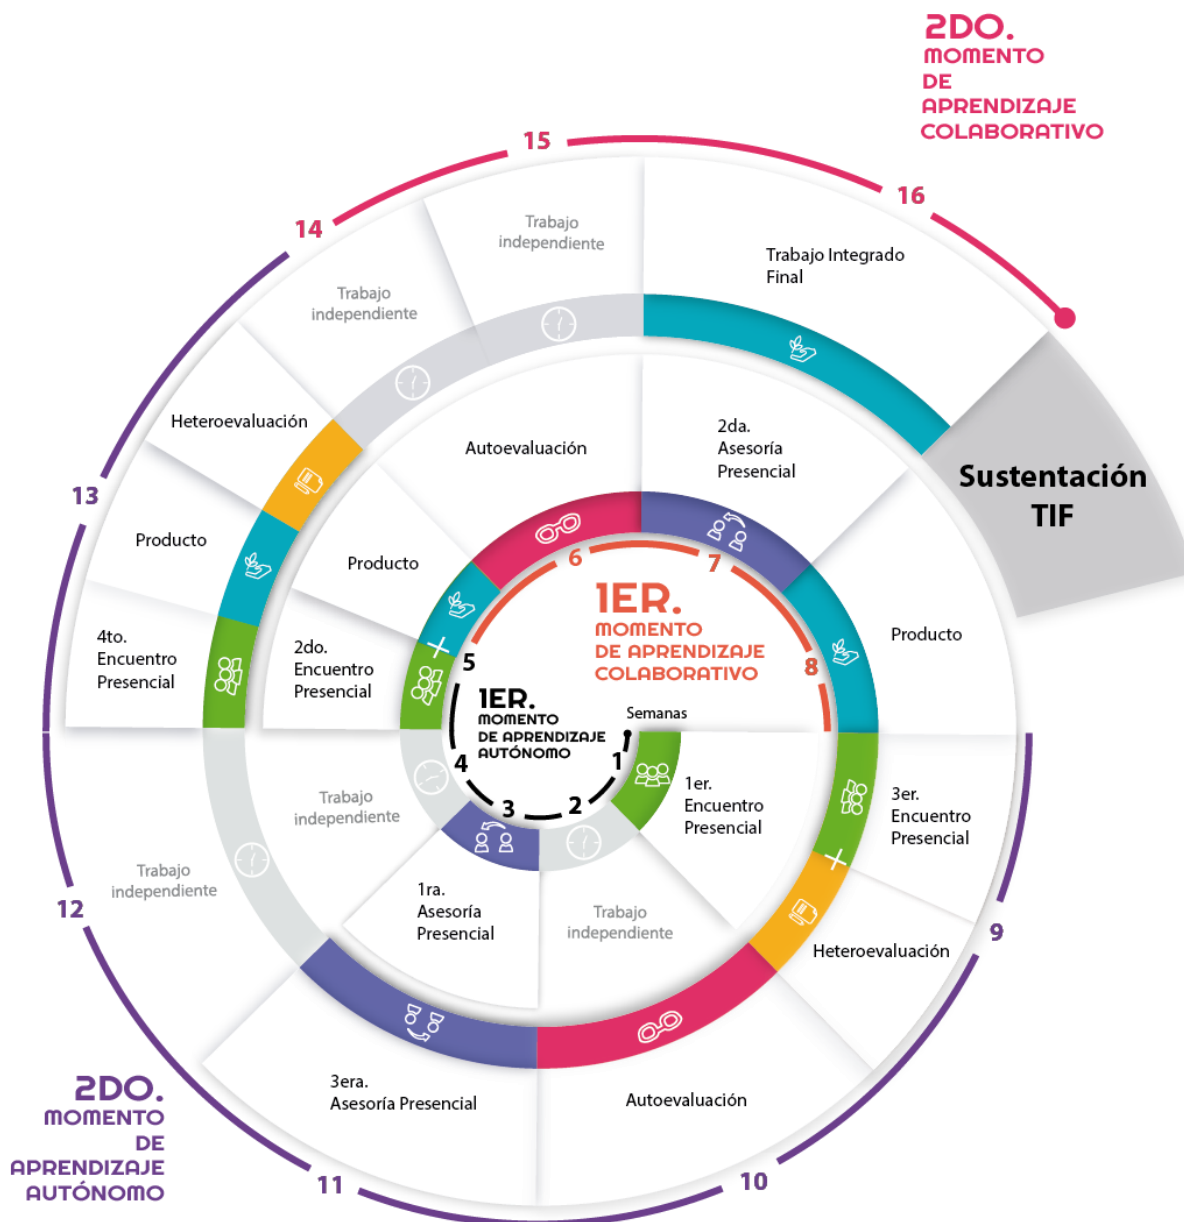 2DO.
MOMENTO
DE
APRENDIZAJE
COLABORATIVO
15
16
14
Trabajo
independiente
Trabajo Integrado
Final
Trabajo
independiente
Heteroevaluación
Autoevaluación
2da.
Asesoría
Presencial
Sustentación
TIF
13
Producto
Producto
6
7
1ER.
MOMENTO
DE APRENDIZAJE
COLABORATIVO
Producto
4to.
Encuentro
Presencial
2do.
Encuentro
Presencial
5
8
1ER.
MOMENTO
DE APRENDIZAJE
AUTÓNOMO
Semanas
4
1
3
2
1er.
Encuentro
Presencial
3er.
Encuentro
Presencial
Trabajo
independiente
Trabajo
independiente
12
1ra.
Asesoría
Presencial
Trabajo
independiente
9
Heteroevaluación
3era.
Asesoría Presencial
Autoevaluación
2DO.
MOMENTO
DE
APRENDIZAJE
AUTÓNOMO
11
10